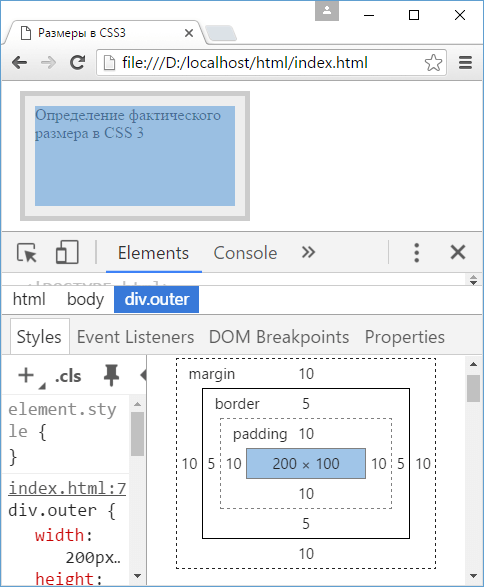 Размеры в CSS3
file:///D:/localhost/html/index.html
Определение фактического
размера в CSS 3
Elements Console
html body div.outer
Styles Event Listeners DOM Breakpoints Properties
.cls
element.sty
le {
}
index.html:7
div.outer {
width:
200px…
height:
margin 10
border 5
padding 10
10 5 10 200 × 100 10 5 10
10
5
10